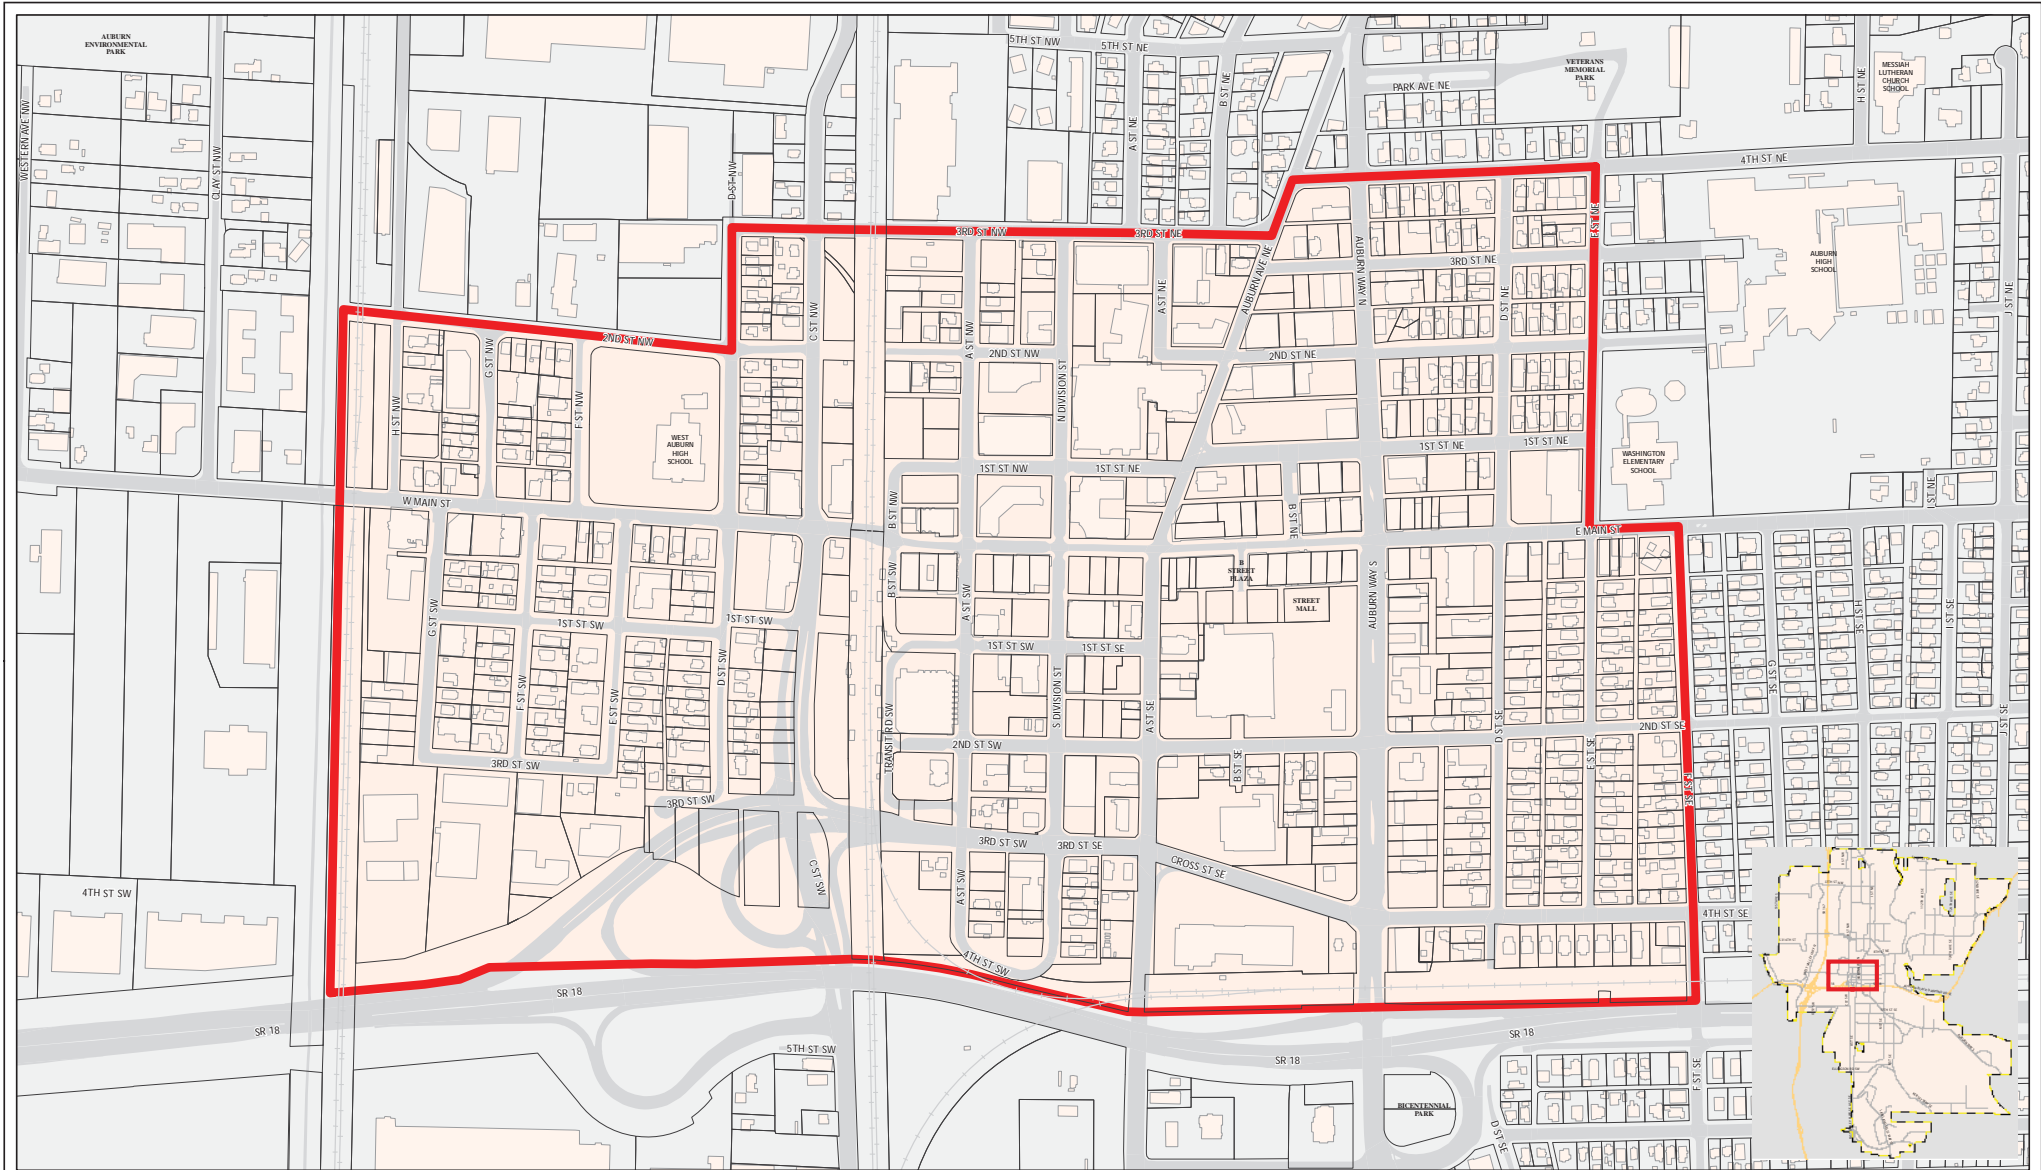 AUBURN
ENVIRONMENTAL
PARK
5TH ST NW
5TH ST NE
VETERANS
MEMORIAL
PARK
MESSIAH
LUTHERAN
CHURCH
SCHOOL
PARK AVE NE
B ST NE
H ST NE
WESTERN AVE NW
CLAY ST NW
D ST NW
A ST NE
4TH ST NE
3RD ST NW
3RD ST NE
E ST NE
AUBURN AVE NE
AUBURN WAY N
3RD ST NE
AUBURN
HIGH
SCHOOL
J ST NE
D ST NE
A ST NE
C ST NW
2ND ST NW
A ST NW
2ND ST NW
2ND ST NE
G ST NW
F ST NW
H ST NW
N DIVISION ST
WEST
AUBURN
HIGH
SCHOOL
1ST ST NE
1ST ST NE
WASHINGTON
ELEMENTARY
SCHOOL
1ST ST NW
1ST ST NE
I ST NE
W MAIN ST
B ST NW
B ST NE
E MAIN ST
B
STREET
PLAZA
STREET
MALL
B ST SW
A ST SW
AUBURN WAY S
G ST SW
1ST ST SW
1ST ST SW
1ST ST SW
1ST ST SE
H ST SE
I ST SE
G ST SE
D ST SW
F ST SW
E ST SW
S DIVISION ST
A ST SE
TRANSIT RD SW
2ND ST SW
D ST SE
2ND ST SE
J ST SE
E ST SE
B ST SE
F ST SE
3RD ST SW
3RD ST SW
3RD ST SW
3RD ST SE
CROSS ST SE
C ST SW
A ST SW
4TH ST SW
4TH ST SE
4TH ST SW
SR 18
SR 18
SR 18
SR 18
5TH ST SW
F ST SE
BICENTENNIAL
PARK
D ST SE